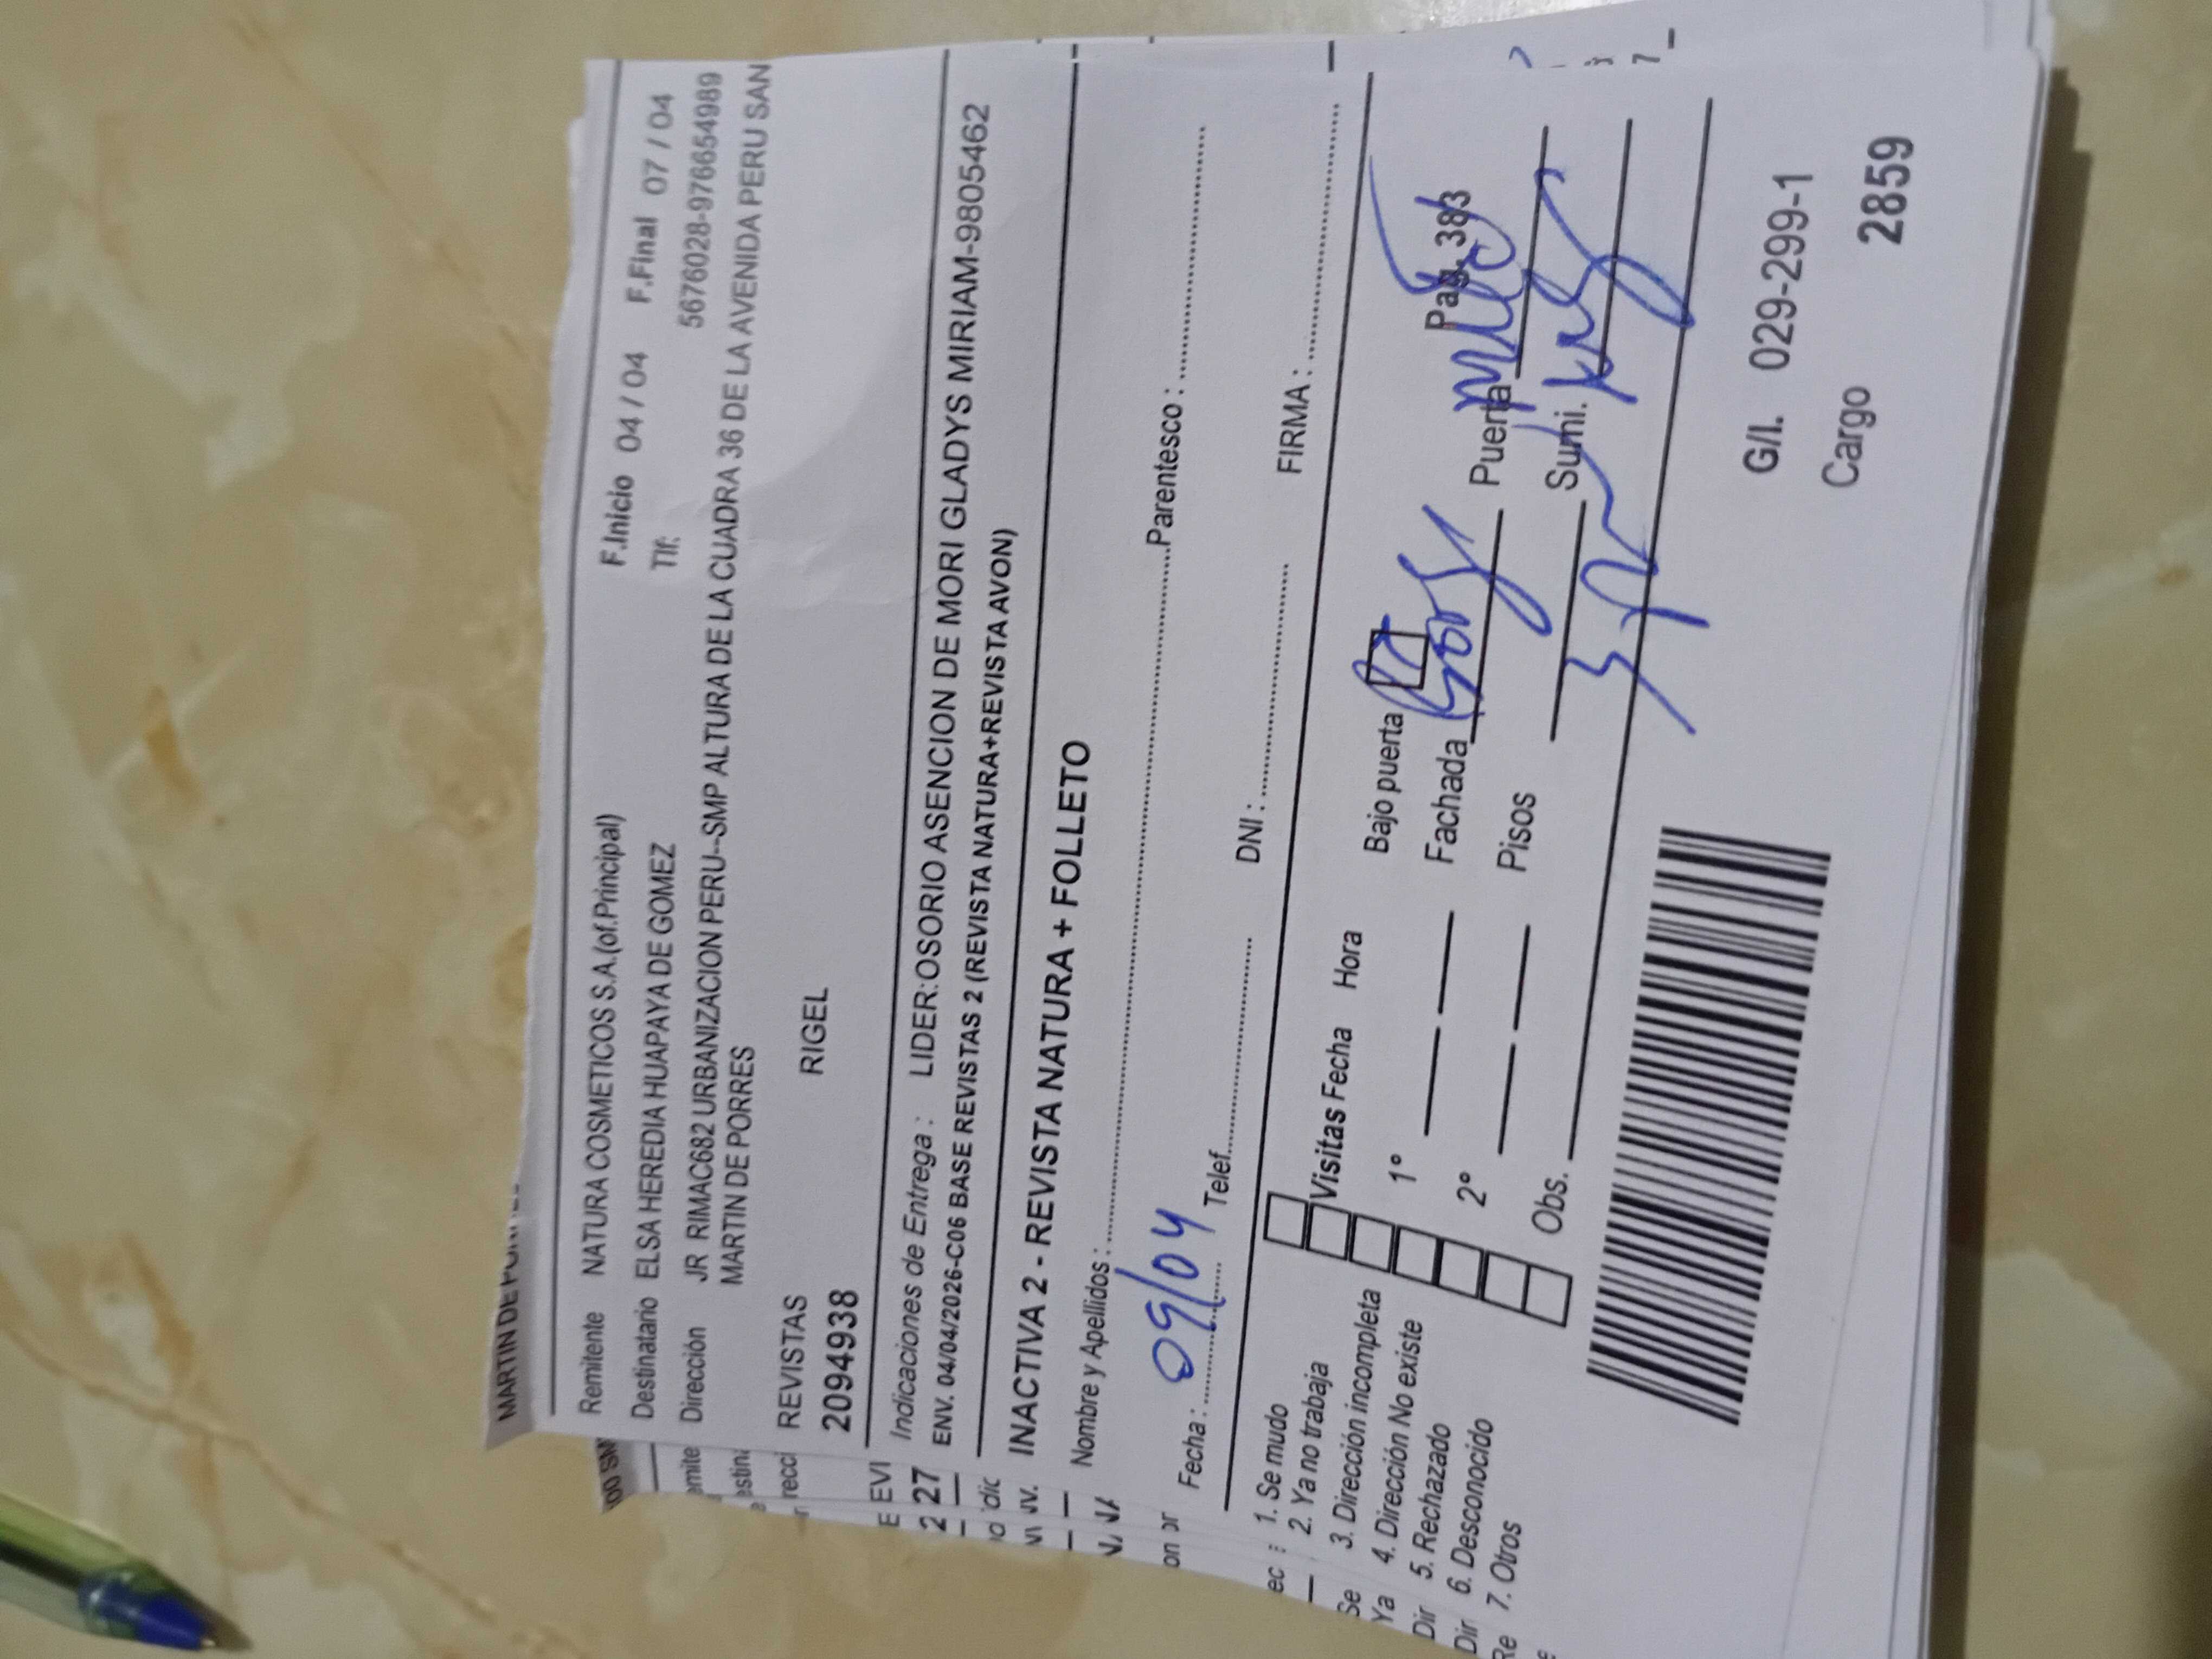 MARTIN DE
Remitente NATURA COSMETICOS S.A.(of.Principal) F.Inicio 04 / 04 F.Final 07 / 04
Destinatario ELSA HEREDIA HUAPAYA DE GOMEZ Tlf: 5676028-976654989
Dirección JR RIMAC682 URBANIZACION PERU--SMP ALTURA DE LA CUADRA 36 DE LA AVENIDA PERU SAN
MARTIN DE PORRES
REVISTAS RIGEL
2094938
Indicaciones de Entrega : LIDER:OSORIO ASENCION DE MORI GLADYS MIRIAM-9805462
ENV. 04/04/2026-C06 BASE REVISTAS 2 (REVISTA NATURA+REVISTA AVON)
INACTIVA 2 - REVISTA NATURA + FOLLETO
Nombre y Apellidos : Parentesco :
Fecha : 09/04 Telef. DNI : FIRMA :
1. Se mudo
2. Ya no trabaja
3. Dirección incompleta
4. Dirección No existe
5. Rechazado
6. Desconocido
7. Otros
Visitas Fecha Hora Bajo puerta Pag. 383
1º Fachada Puerta
2º Pisos Sumi.
Obs.
G/I. 029-299-1
Cargo 2859